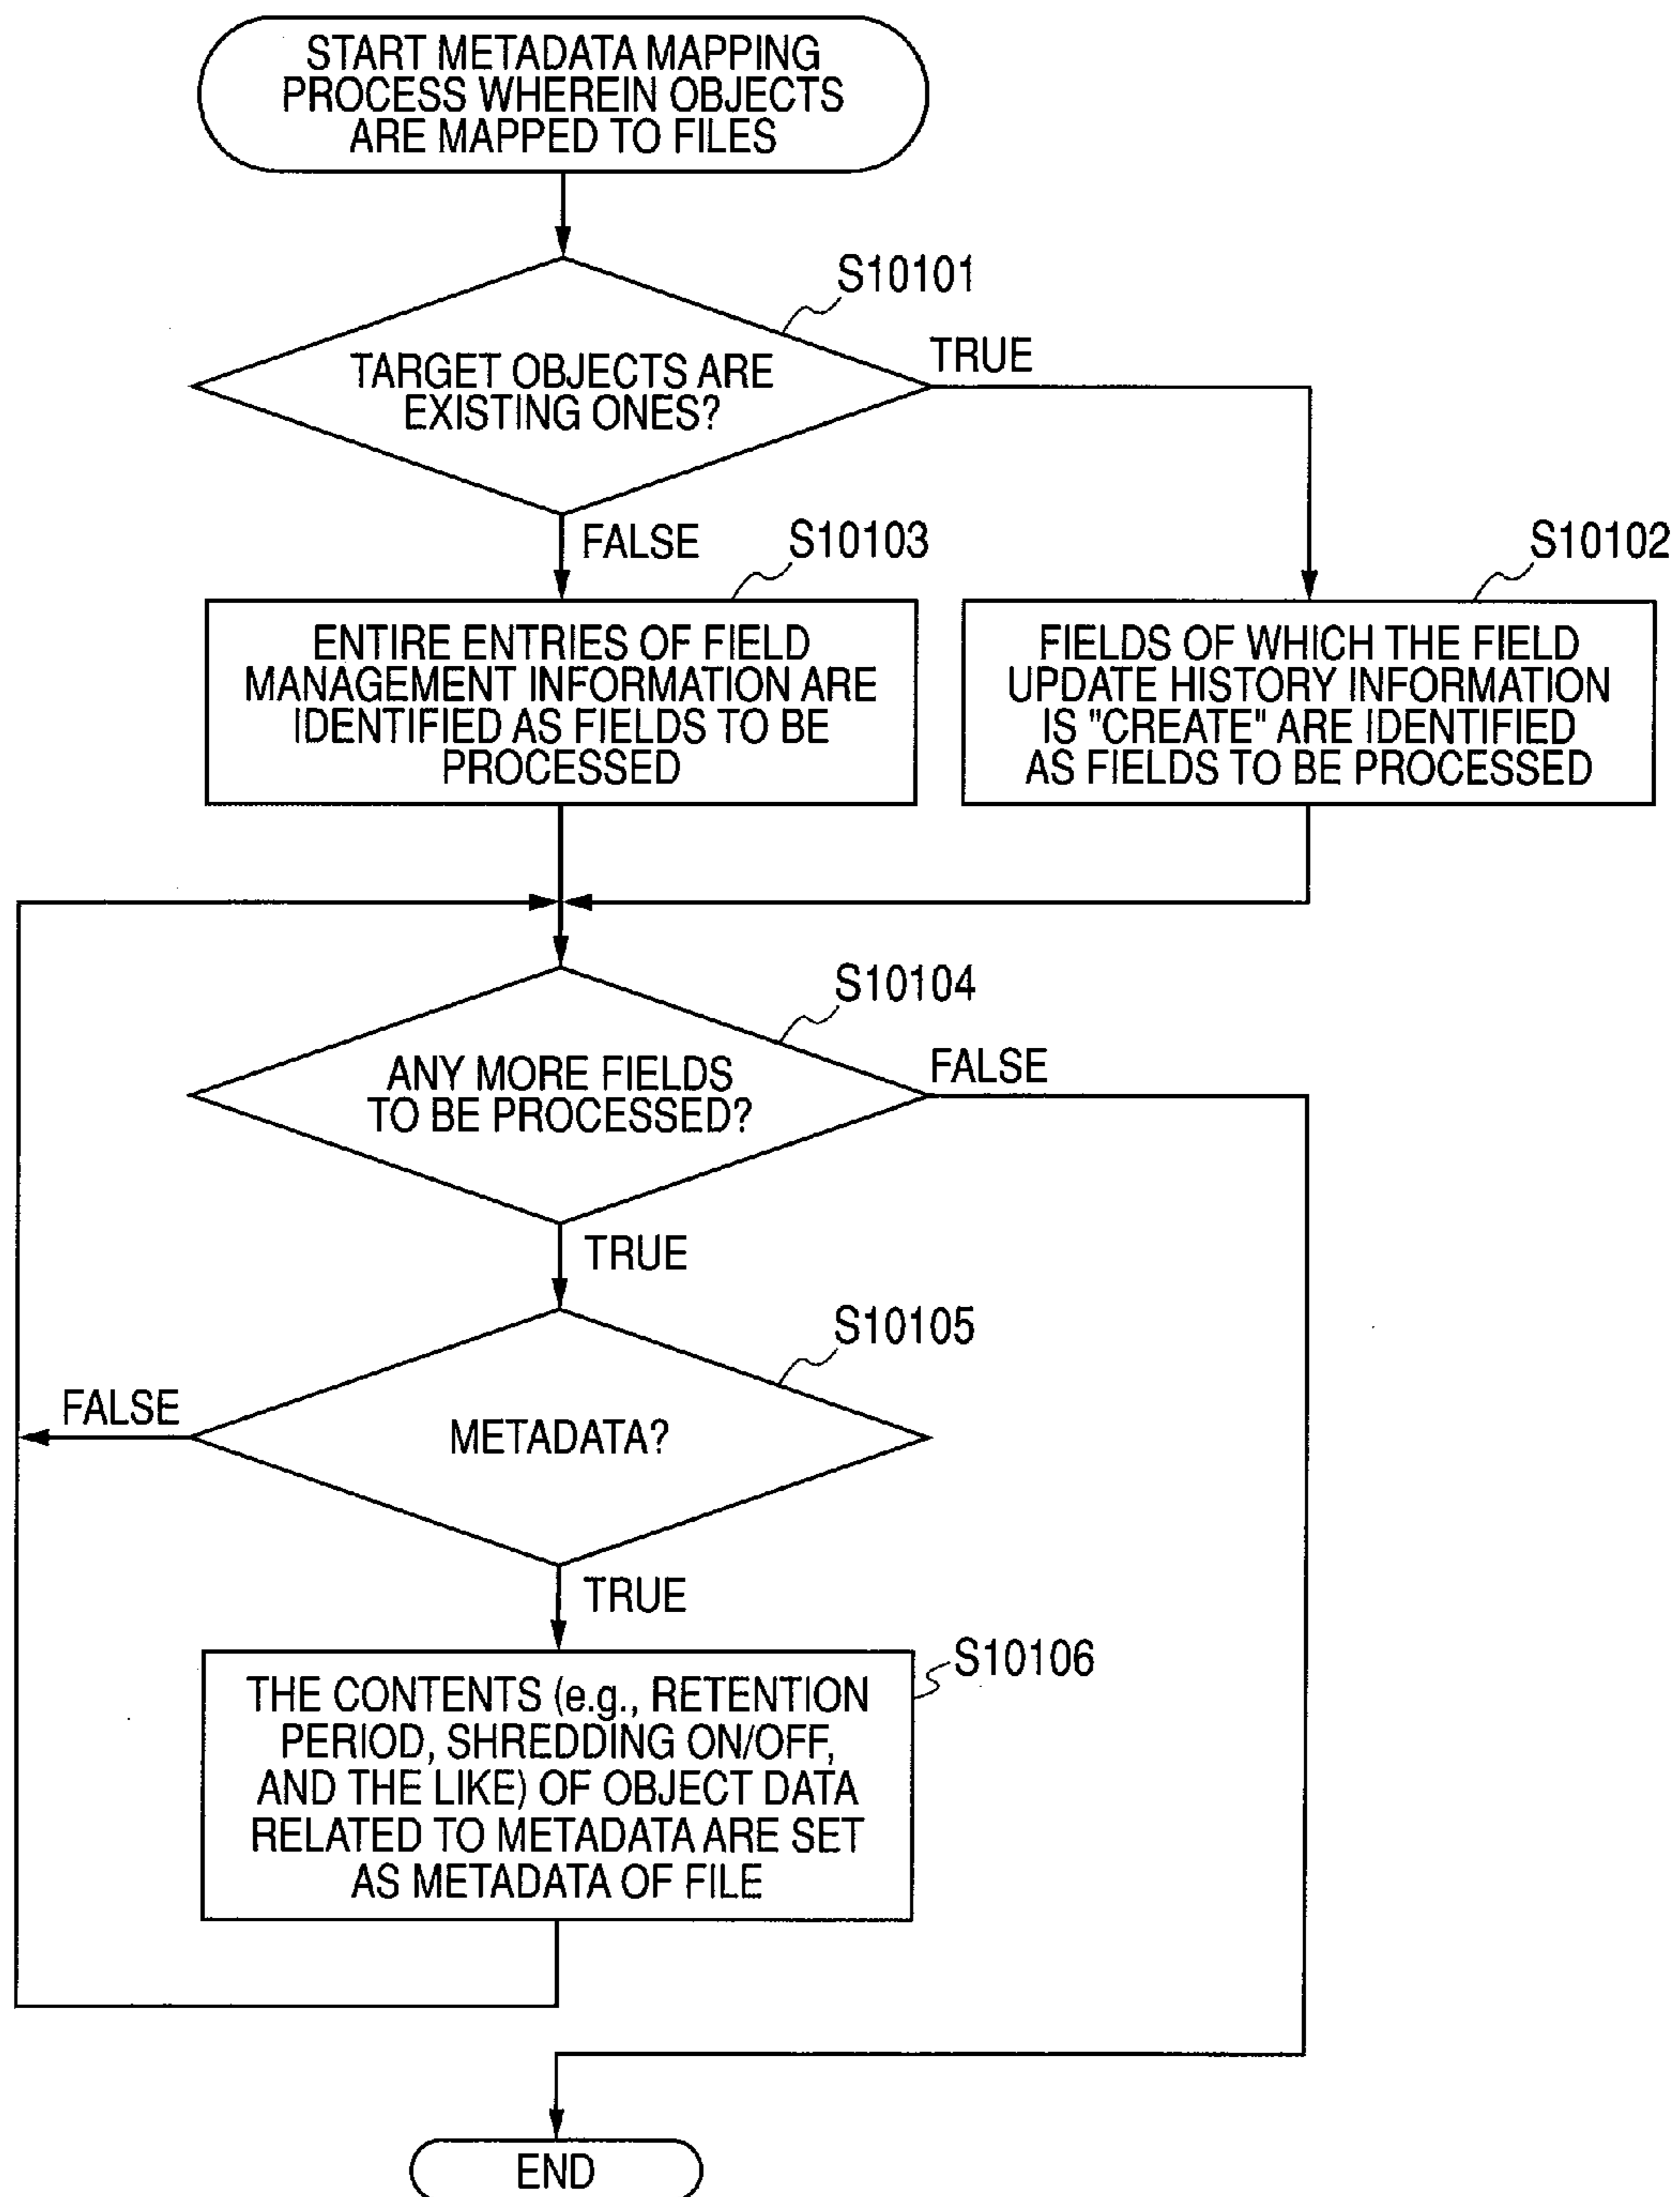 START METADATA MAPPING
PROCESS WHEREIN OBJECTS
ARE MAPPED TO FILES
S10101
TARGET OBJECTS ARE
EXISTING ONES?
TRUE
FALSE
S10103
S10102
ENTIRE ENTRIES OF FIELD
MANAGEMENT INFORMATION ARE
IDENTIFIED AS FIELDS TO BE
PROCESSED
FIELDS OF WHICH THE FIELD
UPDATE HISTORY INFORMATION
IS "CREATE" ARE IDENTIFIED
AS FIELDS TO BE PROCESSED
S10104
ANY MORE FIELDS
TO BE PROCESSED?
FALSE
TRUE
S10105
FALSE
METADATA?
TRUE
S10106
THE CONTENTS (e.g., RETENTION
PERIOD, SHREDDING ON/OFF,
AND THE LIKE) OF OBJECT DATA
RELATED TO METADATA ARE SET
AS METADATA OF FILE
END